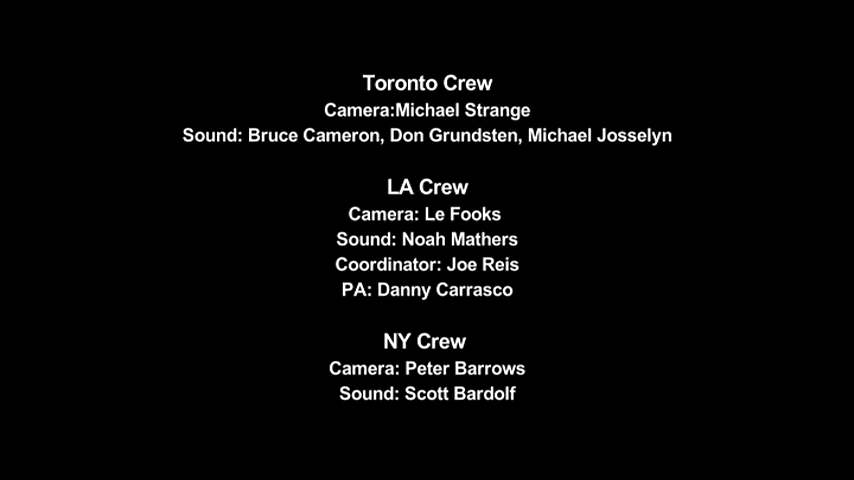 Toronto Crew
Camera:Michael Strange
Sound: Bruce Cameron, Don Grundsten, Michael Josselyn
LA Crew
Camera: Le Fooks
Sound: Noah Mathers
Coordinator: Joe Reis
PA: Danny Carrasco
NY Crew
Camera: Peter Barrows
Sound: Scott Bardolf